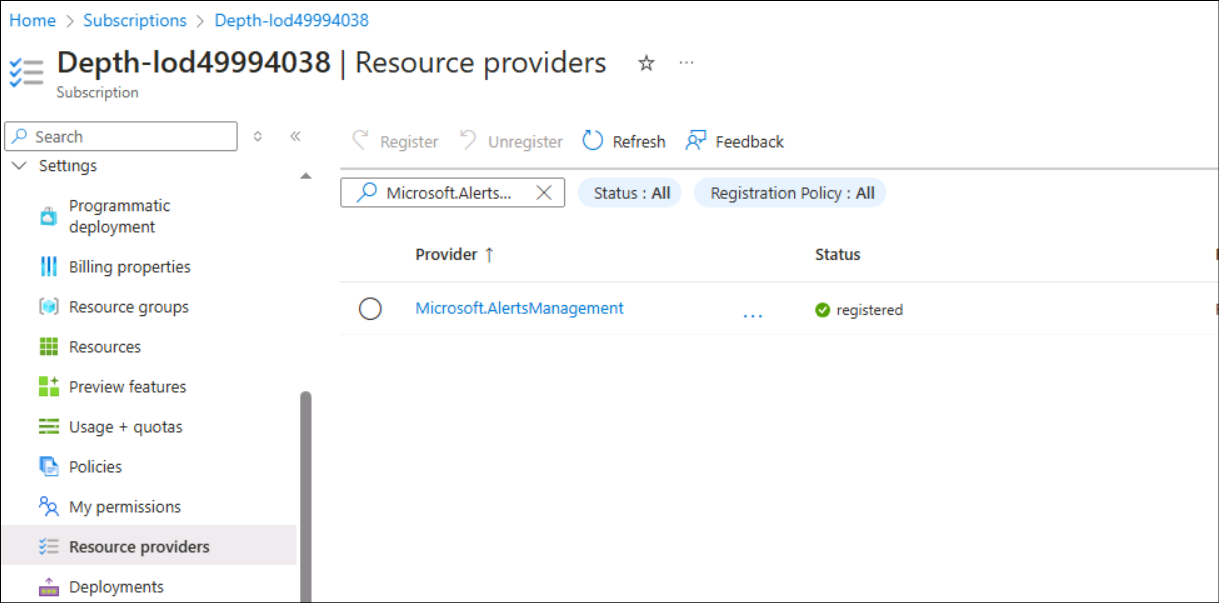 Home > Subscriptions > Depth-lod49994038
Depth-lod49994038 | Resource providers ...
Subscription
Search
Register Unregister Refresh Feedback
Settings
Microsoft.Alerts... Status : All Registration Policy : All
Programmatic
deployment
Provider ↑ Status
Billing properties
Resource groups
Microsoft.AlertsManagement ... registered
Resources
Preview features
Usage + quotas
Policies
My permissions
Resource providers
Deployments